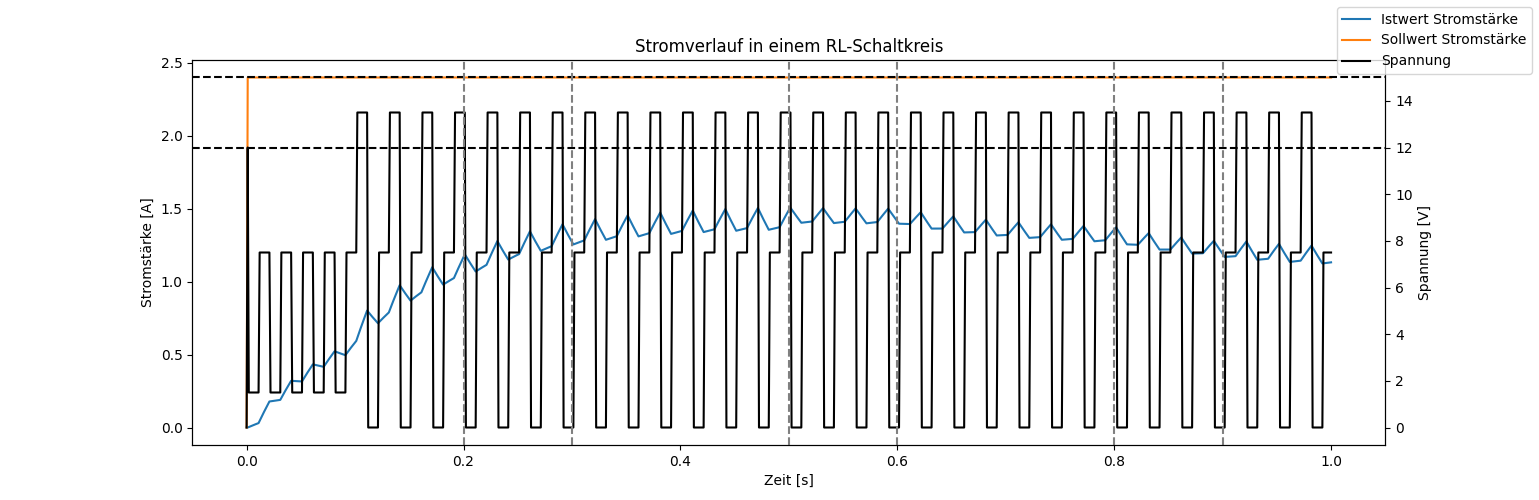 Stromverlauf in einem RL-Schaltkreis
Istwert Stromstärke
Sollwert Stromstärke
Spannung
Stromstärke [A]
2.5
2.0
1.5
1.0
0.5
0.0
14
12
10
8
6
4
2
0
Spannung [V]
0.0 0.2 0.4 0.6 0.8 1.0
Zeit [s]